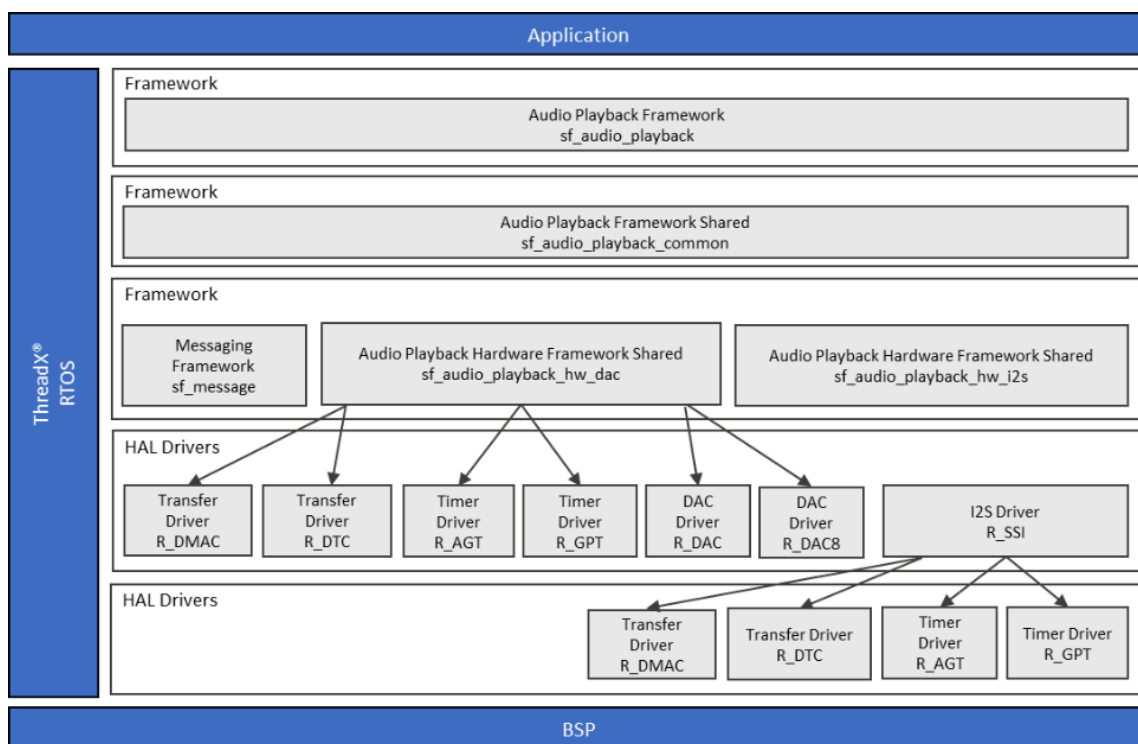 Application
ThreadX®
RTOS
Framework
Audio Playback Framework
sf_audio_playback
Framework
Audio Playback Framework Shared
sf_audio_playback_common
Framework
Messaging
Framework
sf_message
Audio Playback Hardware Framework Shared
sf_audio_playback_hw_dac
Audio Playback Hardware Framework Shared
sf_audio_playback_hw_i2s
HAL Drivers
Transfer
Driver
R_DMAC
Transfer
Driver
R_DTC
Timer
Driver
R_AGT
Timer
Driver
R_GPT
DAC
Driver
R_DAC
DAC
Driver
R_DAC8
I2S Driver
R_SSI
HAL Drivers
Transfer
Driver
R_DMAC
Transfer Driver
R_DTC
Timer
Driver
R_AGT
Timer Driver
R_GPT
BSP